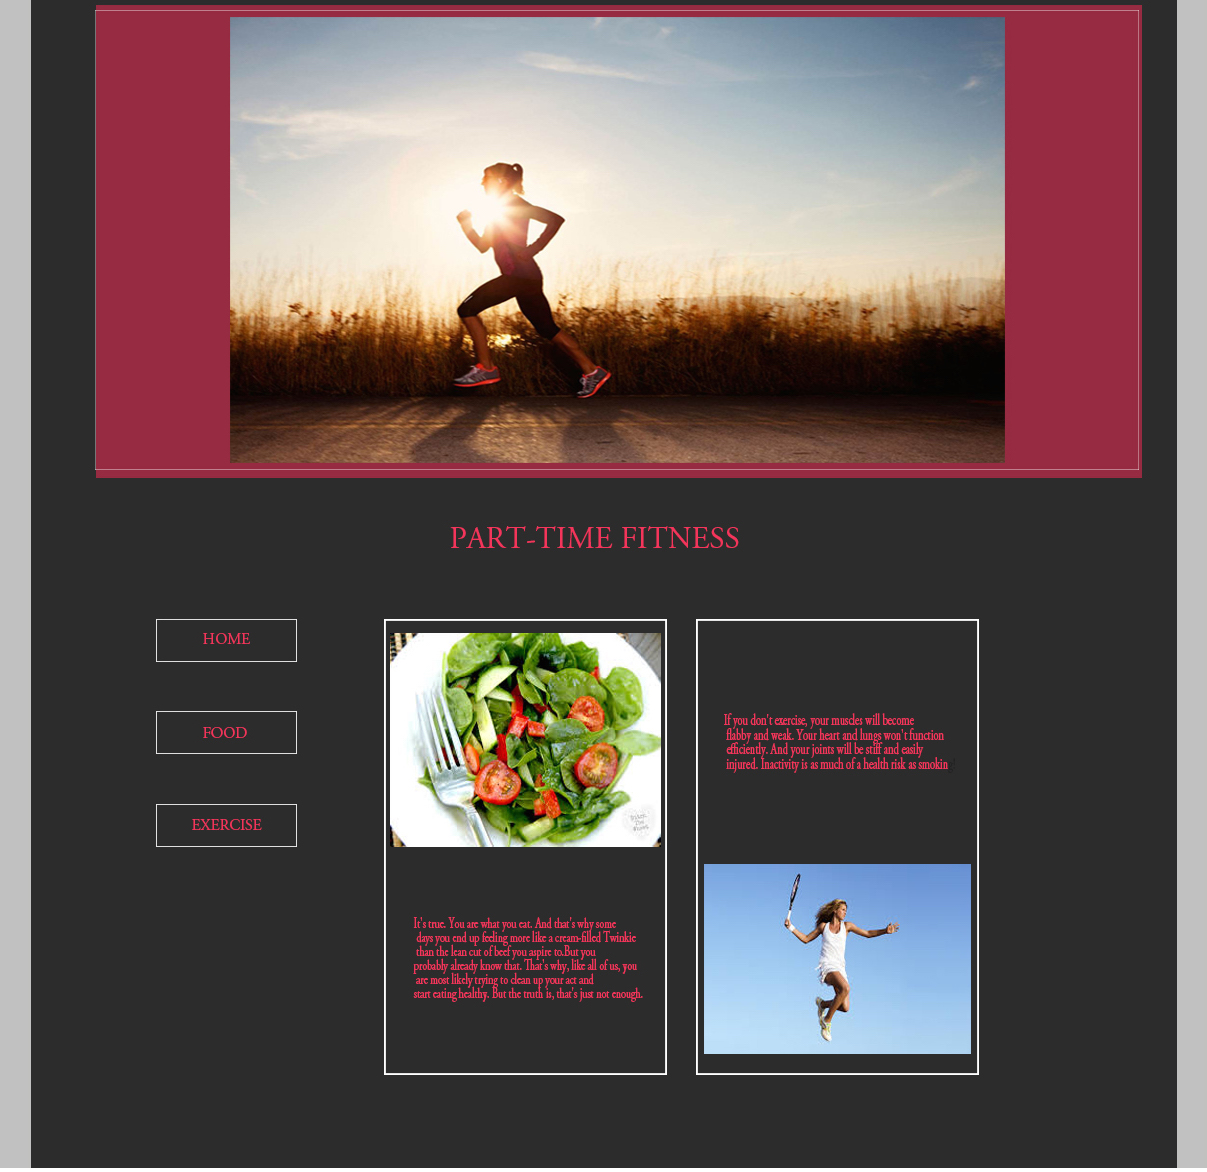 PART-TIME FITNESS
HOME
FOOD
EXERCISE
It's true. You are what you eat. And that's why some
days you end up feeling more like a cream-filled Twinkie
than the lean cut of beef you aspire to.But you
probably already know that. That's why, like all of us, you
are most likely trying to clean up your act and
start eating healthy. But the truth is, that's just not enough.
If you don't exercise, your muscles will become
flabby and weak. Your heart and lungs won't function
efficiently. And your joints will be stiff and easily
injured. Inactivity is as much of a health risk as smokin